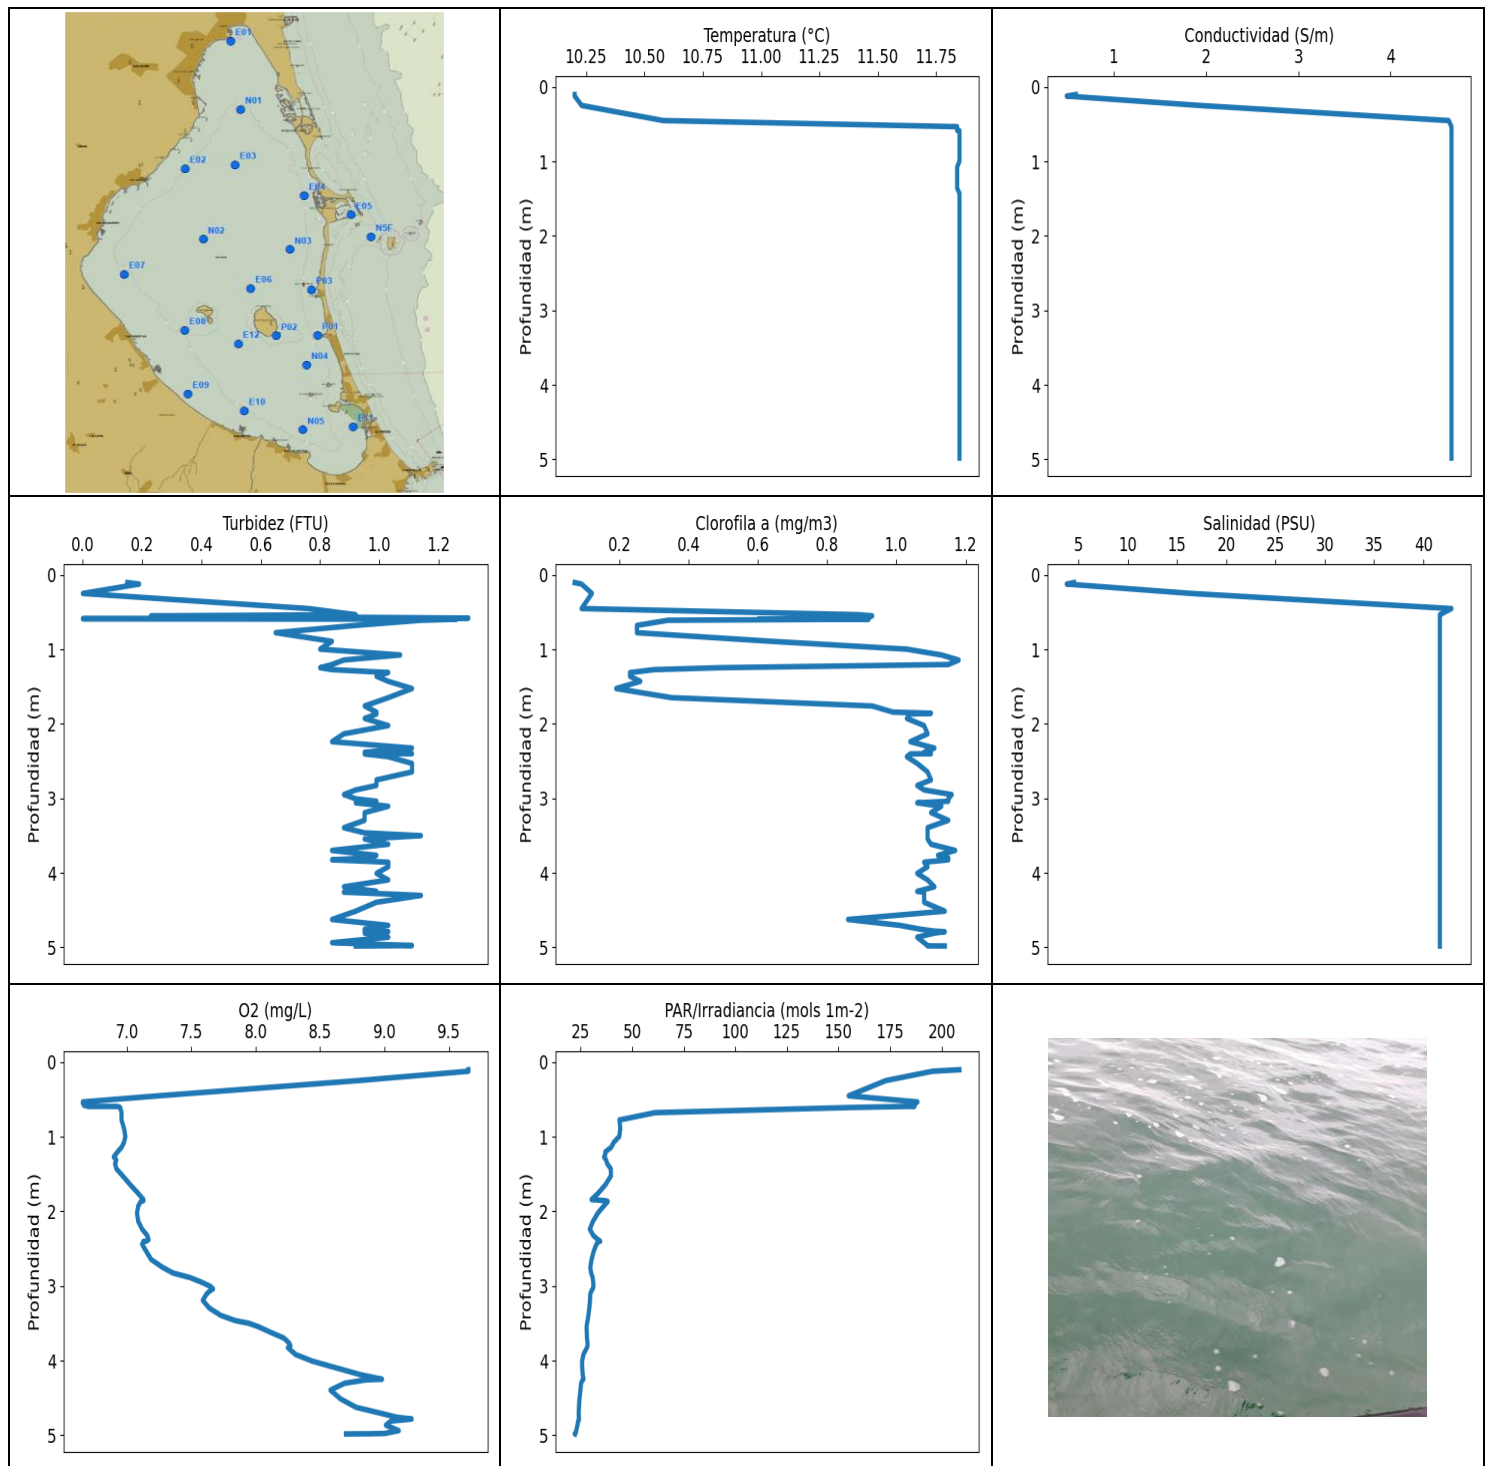 E01
N01
E02
E03
E04
E05
N5F
N02
N03
E07
E06
P03
E08
P02
P01
E12
N04
E09
E10
N05
E11
Temperatura (°C)
10.25 10.50 10.75 11.00 11.25 11.50 11.75
0
1
2
3
4
5
Profundidad (m)
Conductividad (S/m)
1 2 3 4
0
1
2
3
4
5
Profundidad (m)
Turbidez (FTU)
0.0 0.2 0.4 0.6 0.8 1.0 1.2
0
1
2
3
4
5
Profundidad (m)
Clorofila a (mg/m3)
0.2 0.4 0.6 0.8 1.0 1.2
0
1
2
3
4
5
Profundidad (m)
Salinidad (PSU)
5 10 15 20 25 30 35 40
0
1
2
3
4
5
Profundidad (m)
O2 (mg/L)
7.0 7.5 8.0 8.5 9.0 9.5
0
1
2
3
4
5
Profundidad (m)
PAR/Irradiancia (mols 1m-2)
25 50 75 100 125 150 175 200
0
1
2
3
4
5
Profundidad (m)